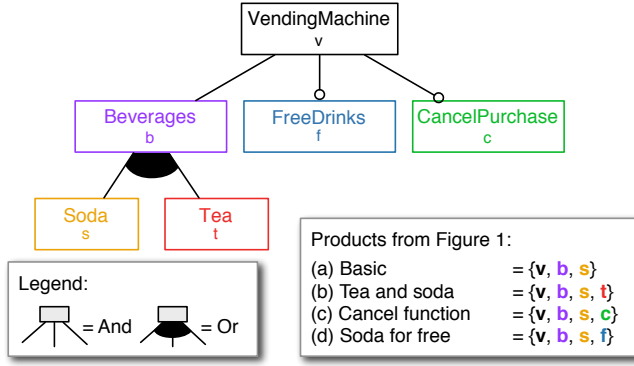 VendingMachine
v
Beverages
b
FreeDrinks
f
CancelPurchase
c
Soda
s
Tea
t
Legend:
= And
= Or
Products from Figure 1:
(a) Basic = {v, b, s}
(b) Tea and soda = {v, b, s, t}
(c) Cancel function = {v, b, s, c}
(d) Soda for free = {v, b, s, f}